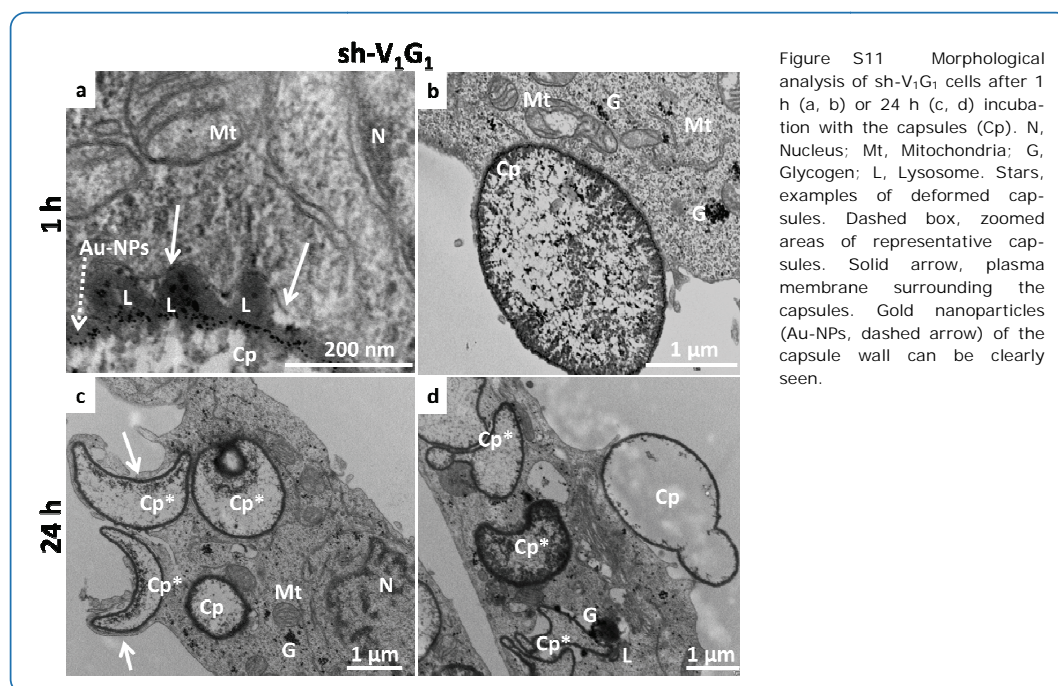 sh-V₁G₁
a
Mt
N
1 h
Au-NPs
L
L
L
Cp
200 nm
b
Mt
G
Mt
Cp
G
1 µm
24 h
c
Cp*
Cp*
Cp*
Cp
Mt
N
G
1 µm
d
Cp*
Cp
Cp*
G
Cp*
L
1 µm
Figure S11 Morphological
analysis of sh-V₁G₁ cells after 1
h (a, b) or 24 h (c, d) incuba-
tion with the capsules (Cp). N,
Nucleus; Mt, Mitochondria; G,
Glycogen; L, Lysosome. Stars,
examples of deformed cap-
sules. Dashed box, zoomed
areas of representative cap-
sules. Solid arrow, plasma
membrane surrounding the
capsules. Gold nanoparticles
(Au-NPs, dashed arrow) of the
capsule wall can be clearly
seen.